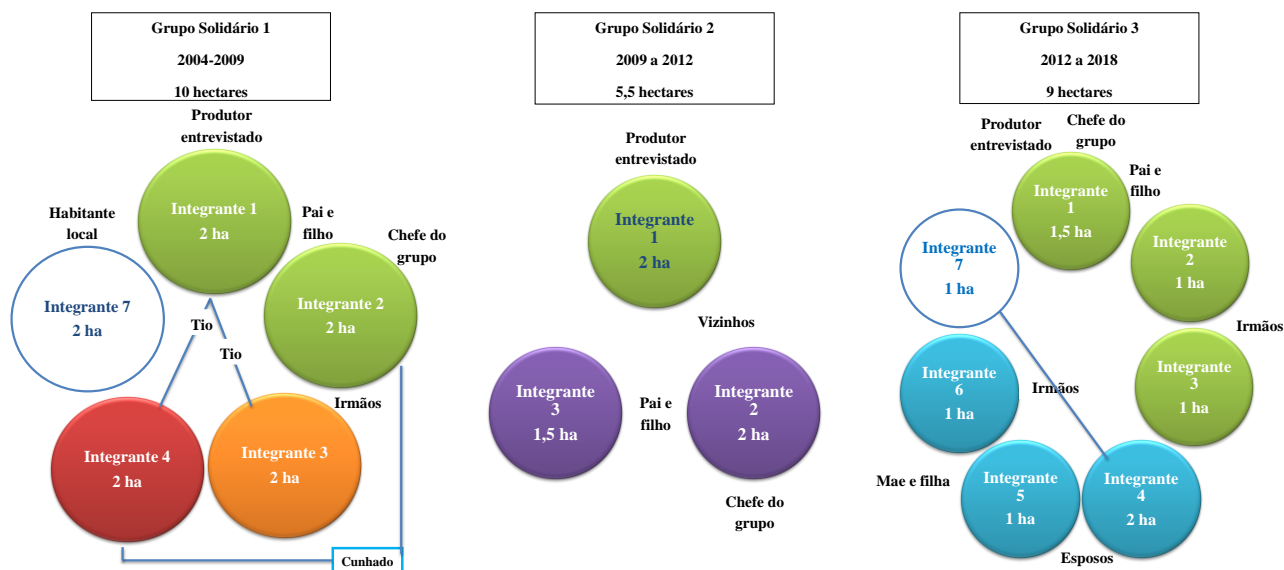 Grupo Solidário 1
2004-2009
10 hectares
Produtor
entrevistado
Integrante 1
2 ha
Habitante
local
Pai e
filho
Chefe do
grupo
Integrante 7
2 ha
Integrante 2
2 ha
Tio
Tio
Irmãos
Integrante 4
2 ha
Integrante 3
2 ha
Cunhado
Grupo Solidário 2
2009 a 2012
5,5 hectares
Produtor
entrevistado
Integrante
1
2 ha
Vizinhos
Integrante
3
1,5 ha
Pai e
filho
Integrante
2
2 ha
Chefe do
grupo
Grupo Solidário 3
2012 a 2018
9 hectares
Produtor
entrevistado
Chefe do
grupo
Integrante
1
1,5 ha
Pai e
filho
Integrante
7
1 ha
Integrante
2
1 ha
Irmãos
Integrante
6
1 ha
Irmãos
Integrante
3
1 ha
Mae e filha
Integrante
5
1 ha
Integrante
4
2 ha
Esposos